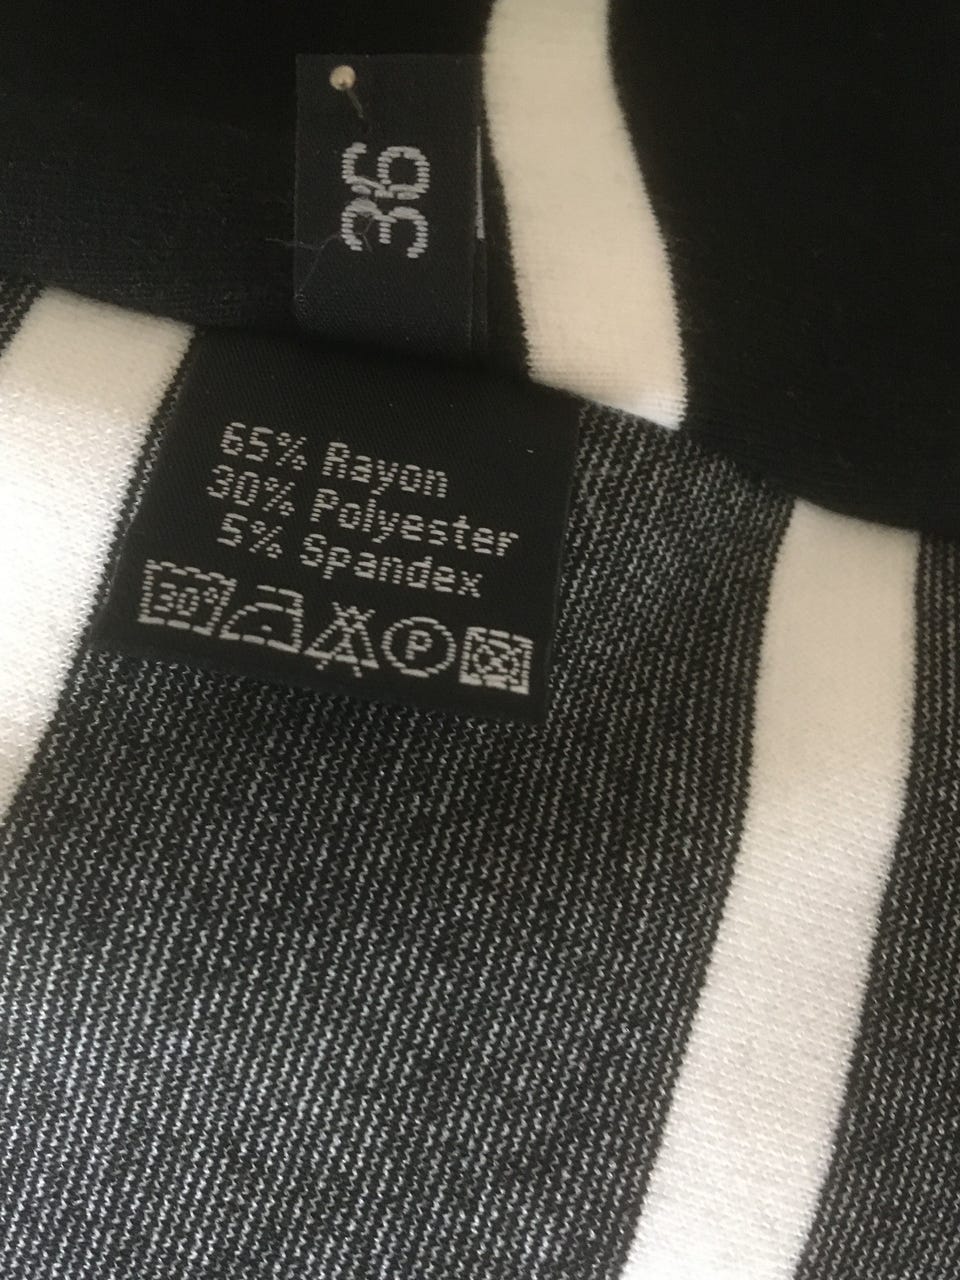 36
65% Rayon
30% Polyester
5% Spandex
30° P